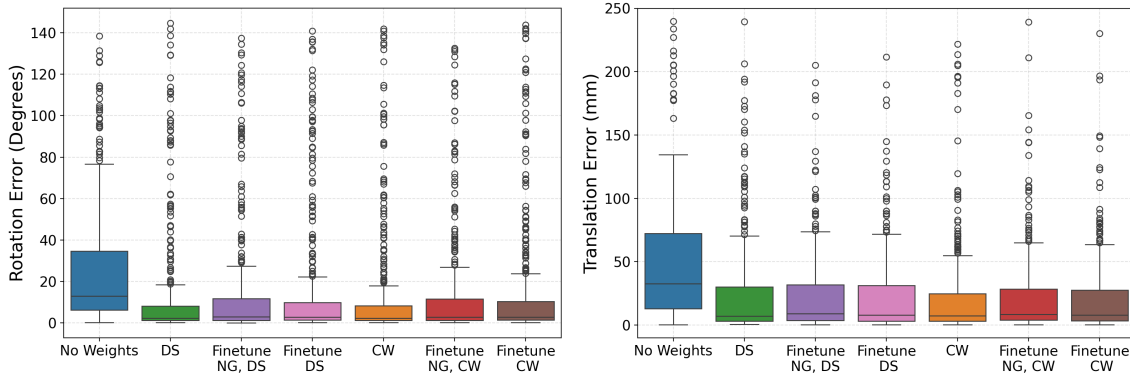 Rotation Error (Degrees)
140
120
100
80
60
40
20
0
No Weights
DS
Finetune
NG, DS
Finetune
DS
CW
Finetune
NG, CW
Finetune
CW
Translation Error (mm)
250
200
150
100
50
0
No Weights
DS
Finetune
NG, DS
Finetune
DS
CW
Finetune
NG, CW
Finetune
CW